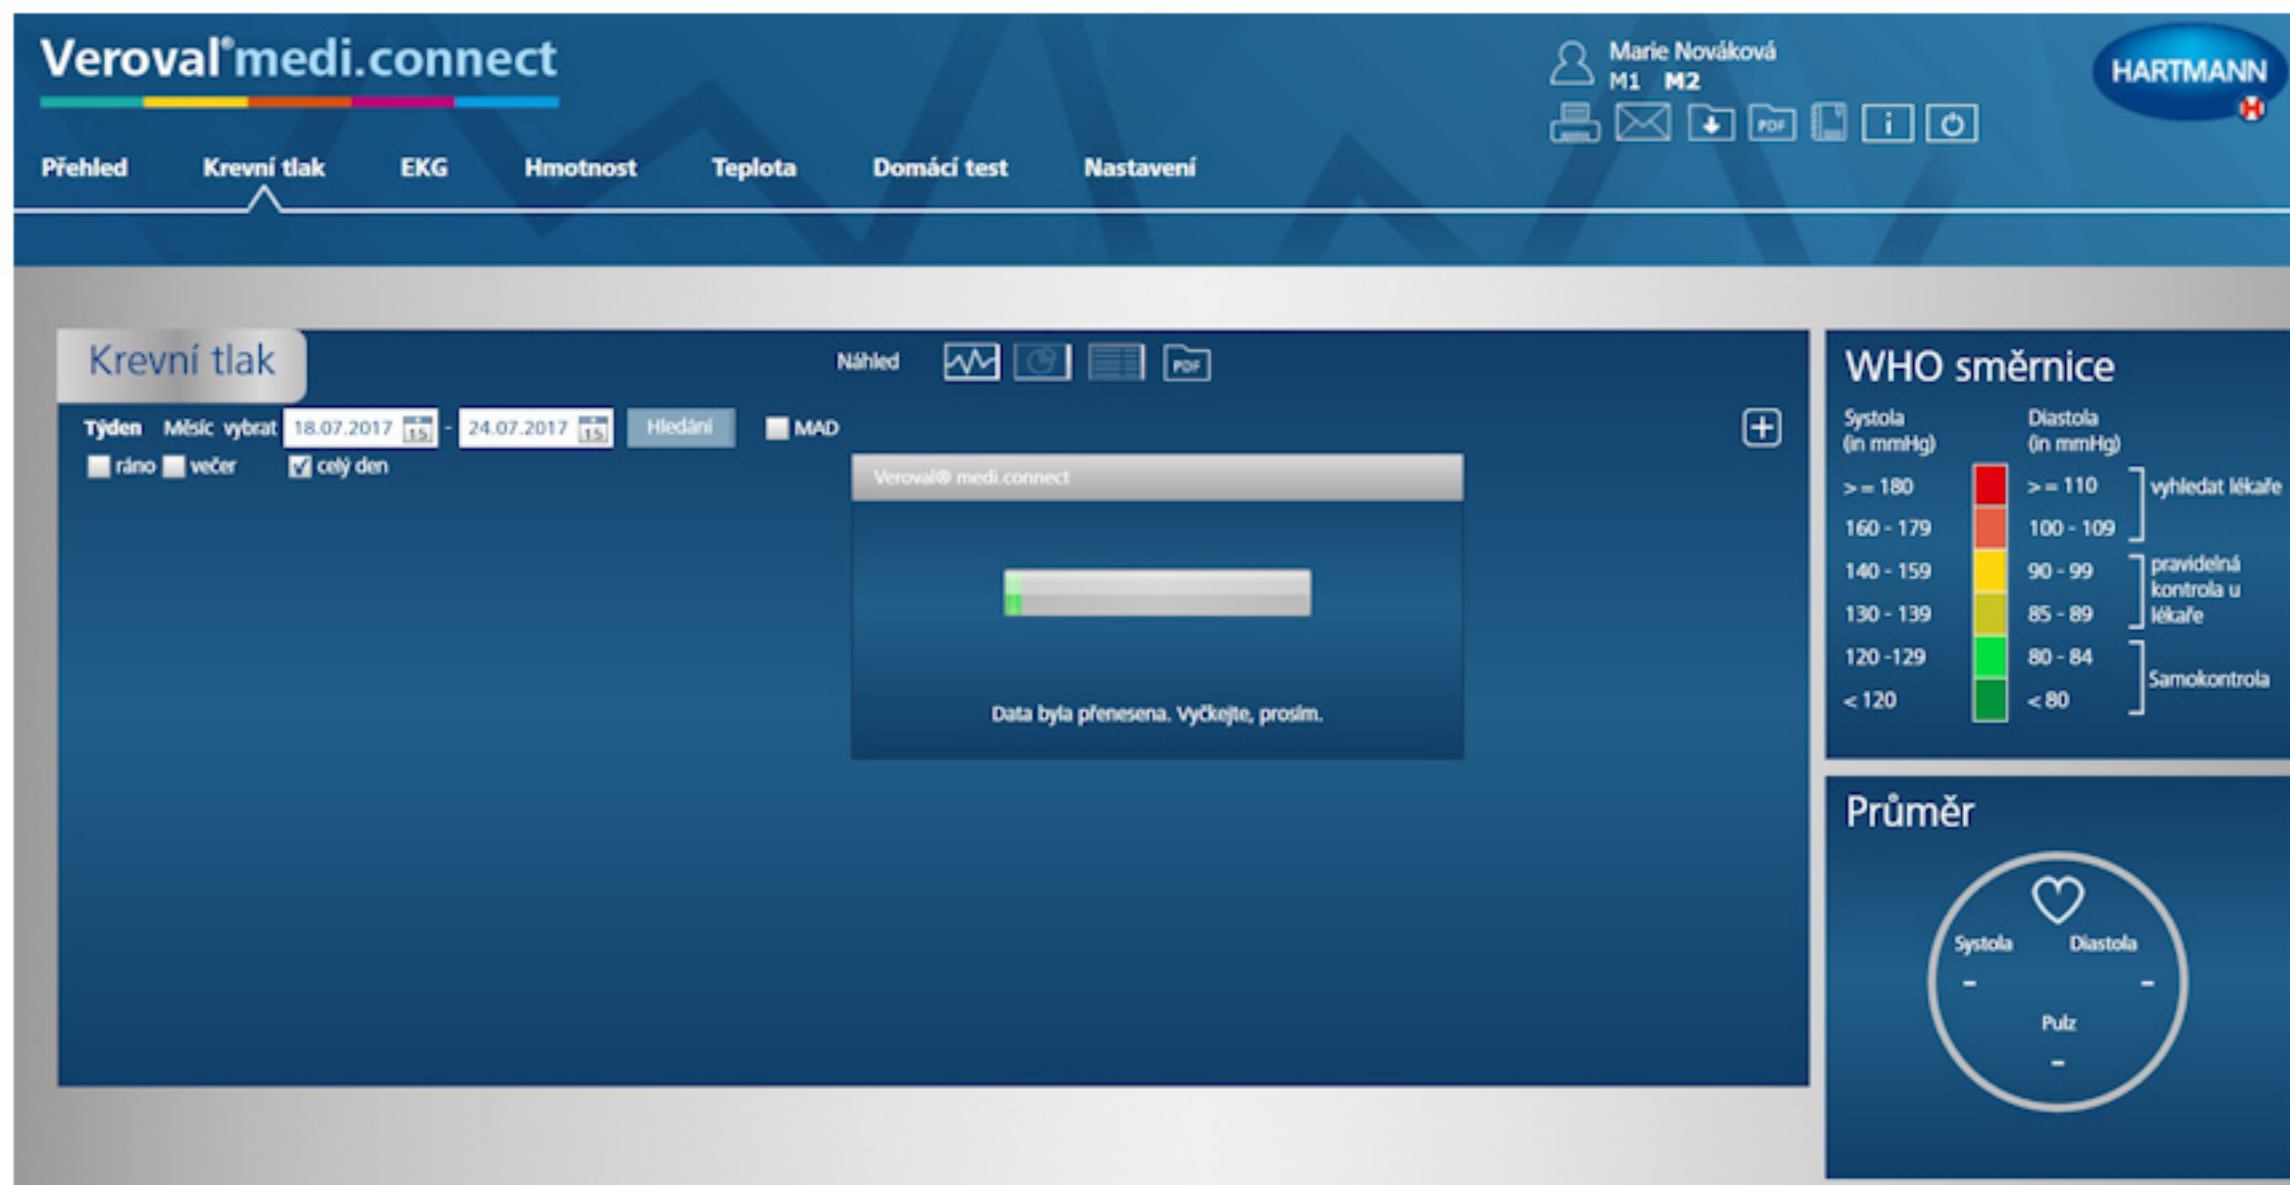 Veroval® medi.connect
Marie Nováková
M1 M2
HARTMANN
PDF
Přehled Krevní tlak EKG Hmotnost Teplota Domácí test Nastavení
Krevní tlak
Náhled PDF
Týden Měsíc vybrat 18.07.2017 15 - 24.07.2017 15 Hledání MAD
ráno večer celý den
Veroval® medi.connect
Data byla přenesena. Vyčkejte, prosím.
WHO směrnice
Systola Diastola
(in mmHg) (in mmHg)
>= 180 >= 110 vyhledat lékaře
160 - 179 100 - 109
140 - 159 90 - 99 pravidelná
kontrola u
130 - 139 85 - 89 lékaře
120 -129 80 - 84
Samokontrola
< 120 < 80
Průměr
Systola Diastola
- -
Pulz
-